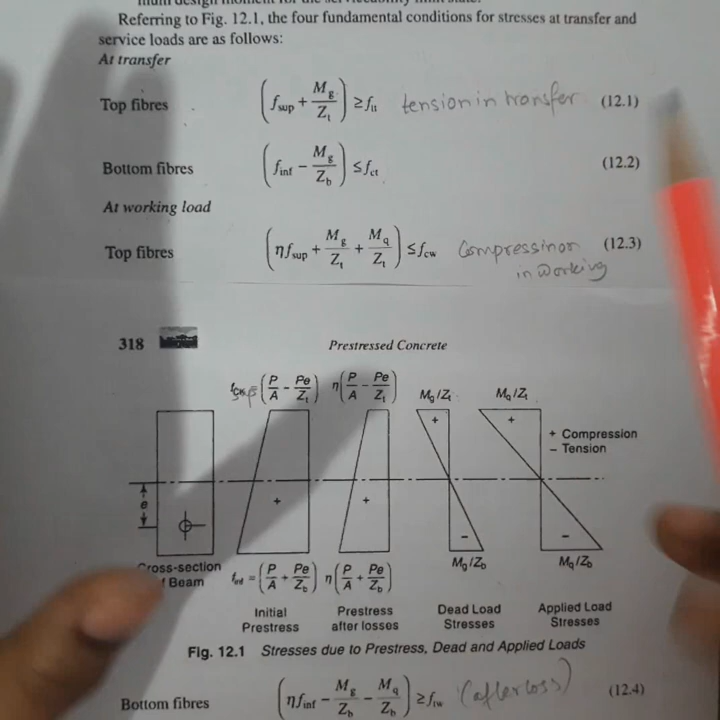 Referring to Fig. 12.1, the four fundamental conditions for stresses at transfer and
service loads are as follows:
At transfer
Top fibres (f_sup + M_g/Z_t) ≥ f_tt tension in transfer (12.1)
Bottom fibres (f_inf − M_g/Z_b) ≤ f_ct (12.2)
At working load
Top fibres (ηf_sup + M_g/Z_t + M_q/Z_t) ≤ f_cw Compression (12.3)
in working
318 Prestressed Concrete
(P/A − Pe/Z_t) η(P/A − Pe/Z_t) M_g/Z_t M_q/Z_t
+ Compression
− Tension
+ + + +
e
− −
Cross-section
Beam
f_inf = (P/A + Pe/Z_b) η(P/A + Pe/Z_b) M_g/Z_b M_q/Z_b
Initial Prestress Dead Load Applied Load
Prestress after losses Stresses Stresses
Fig. 12.1 Stresses due to Prestress, Dead and Applied Loads
Bottom fibres (ηf_inf − M_g/Z_b − M_q/Z_b) ≥ f_tw (after loss) (12.4)